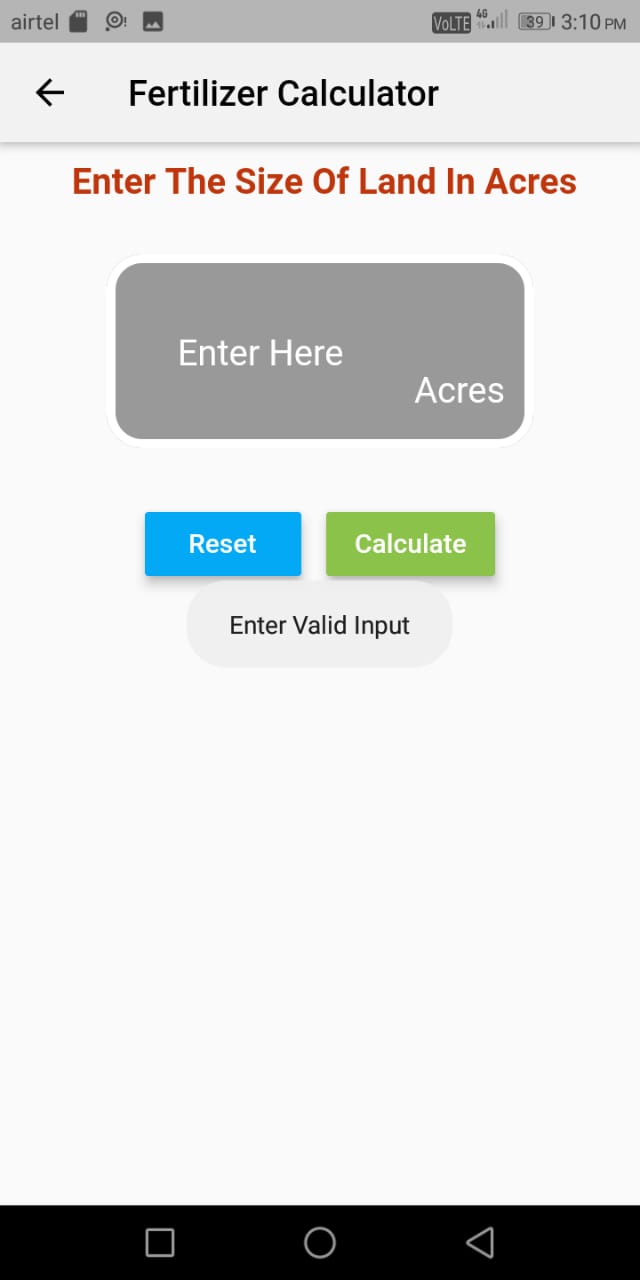 airtel VoLTE 4G 39 3:10 PM
Fertilizer Calculator
Enter The Size Of Land In Acres
Enter Here
Acres
Reset Calculate
Enter Valid Input